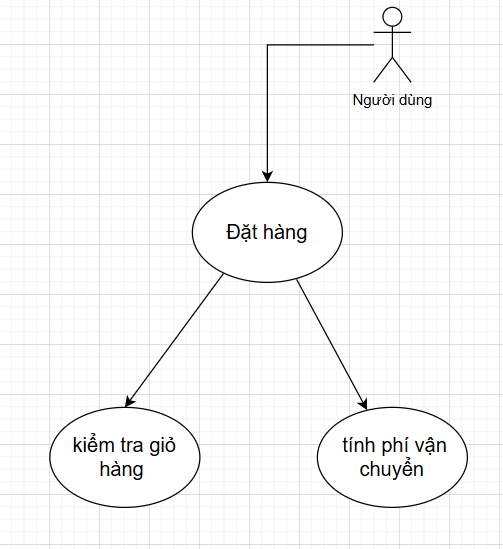 Người dùng
Đặt hàng
kiểm tra giỏ
hàng
tính phí vận
chuyển